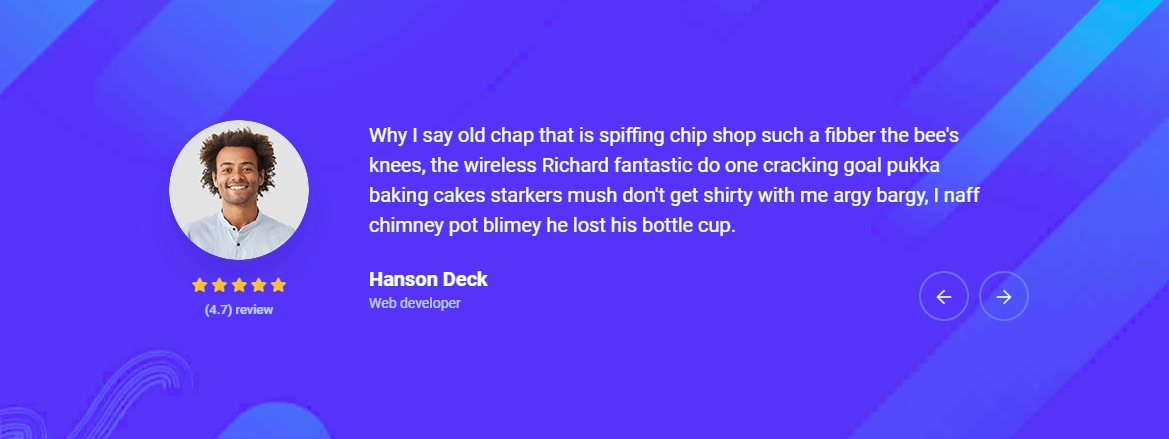 Why I say old chap that is spiffing chip shop such a fibber the bee's
knees, the wireless Richard fantastic do one cracking goal pukka
baking cakes starkers mush don't get shirty with me argy bargy, I naff
chimney pot blimey he lost his bottle cup.
Hanson Deck
Web developer
(4.7) review